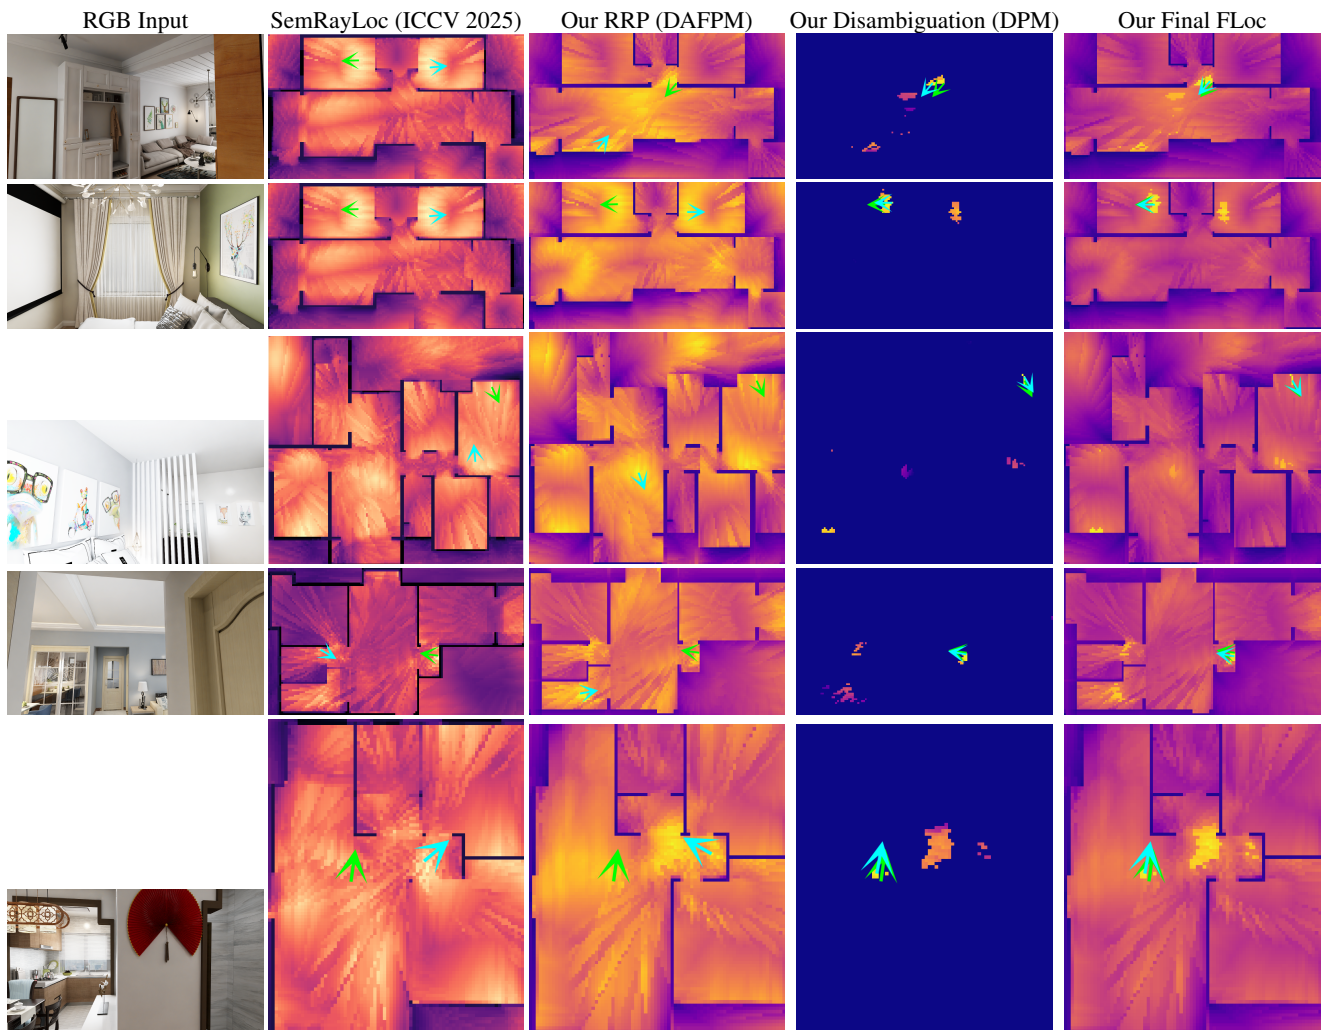 RGB Input SemRayLoc (ICCV 2025) Our RRP (DAFPM) Our Disambiguation (DPM) Our Final FLoc